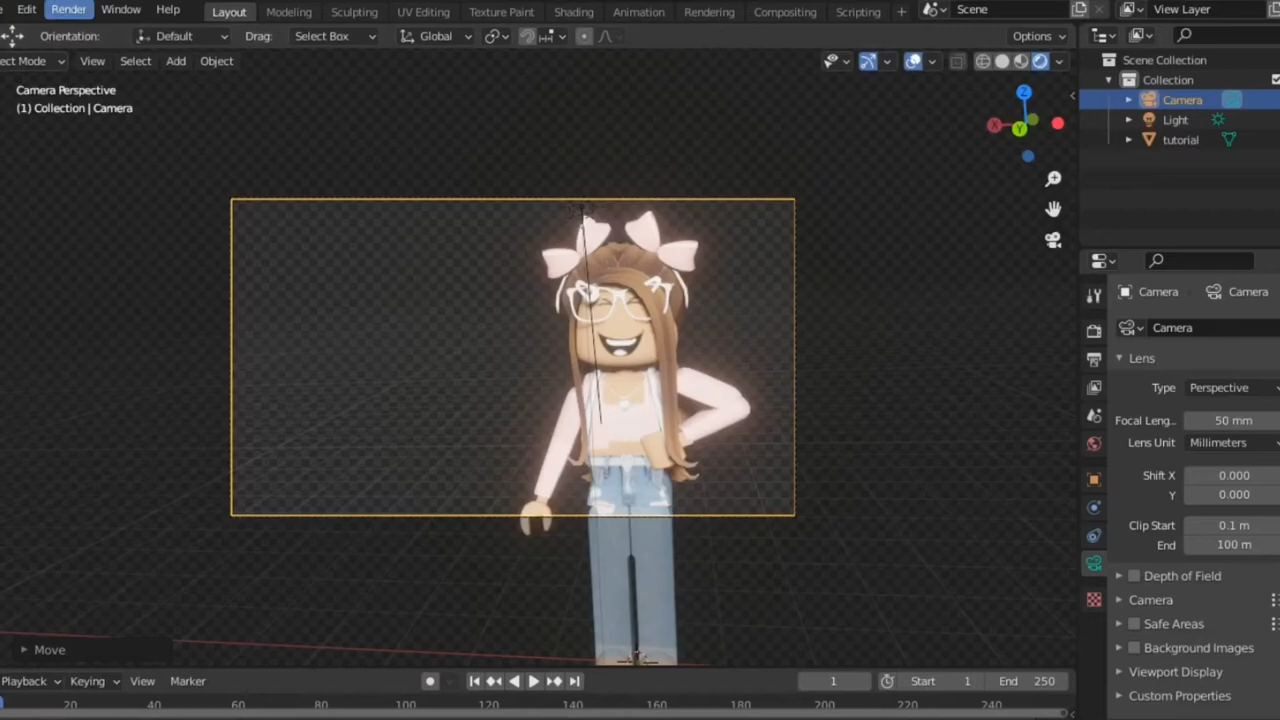 Edit Render Window Help Layout Modeling Sculpting UV Editing Texture Paint Shading Animation Rendering Compositing Scripting + Scene View Layer
Orientation: Default Drag: Select Box Global Options
ect Mode View Select Add Object
Camera Perspective
(1) Collection | Camera
Z
X
Y
Move
Playback Keying View Marker 1 Start 1 End 250
20 40 60 80 100 120 140 160 180 200 220 240
Scene Collection
Collection
Camera
Light
tutorial
Camera Camera
Camera
Lens
Type Perspective
Focal Leng... 50 mm
Lens Unit Millimeters
Shift X 0.000
Y 0.000
Clip Start 0.1 m
End 100 m
Depth of Field
Camera
Safe Areas
Background Images
Viewport Display
Custom Properties